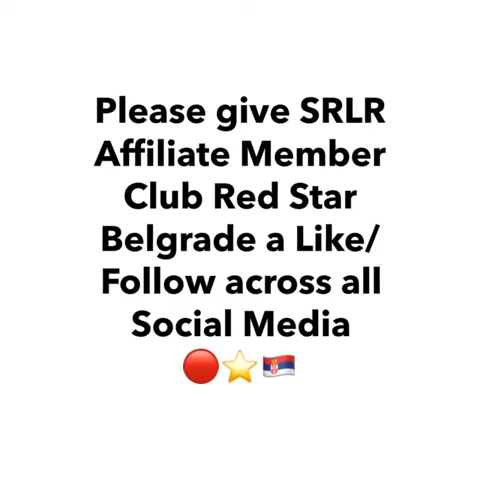 Please give SRLR
Affiliate Member
Club Red Star
Belgrade a Like/
Follow across all
Social Media
🔴⭐🇷🇸